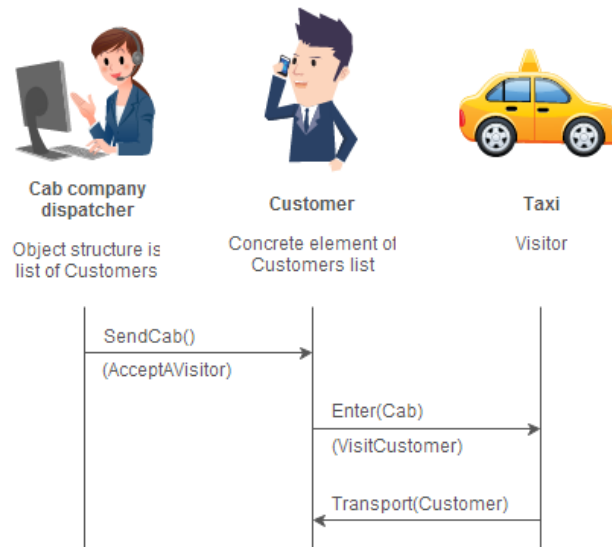 Cab company
dispatcher
Object structure is
list of Customers
Customer
Concrete element of
Customers list
Taxi
Visitor
SendCab()
(AcceptAVisitor)
Enter(Cab)
(VisitCustomer)
Transport(Customer)